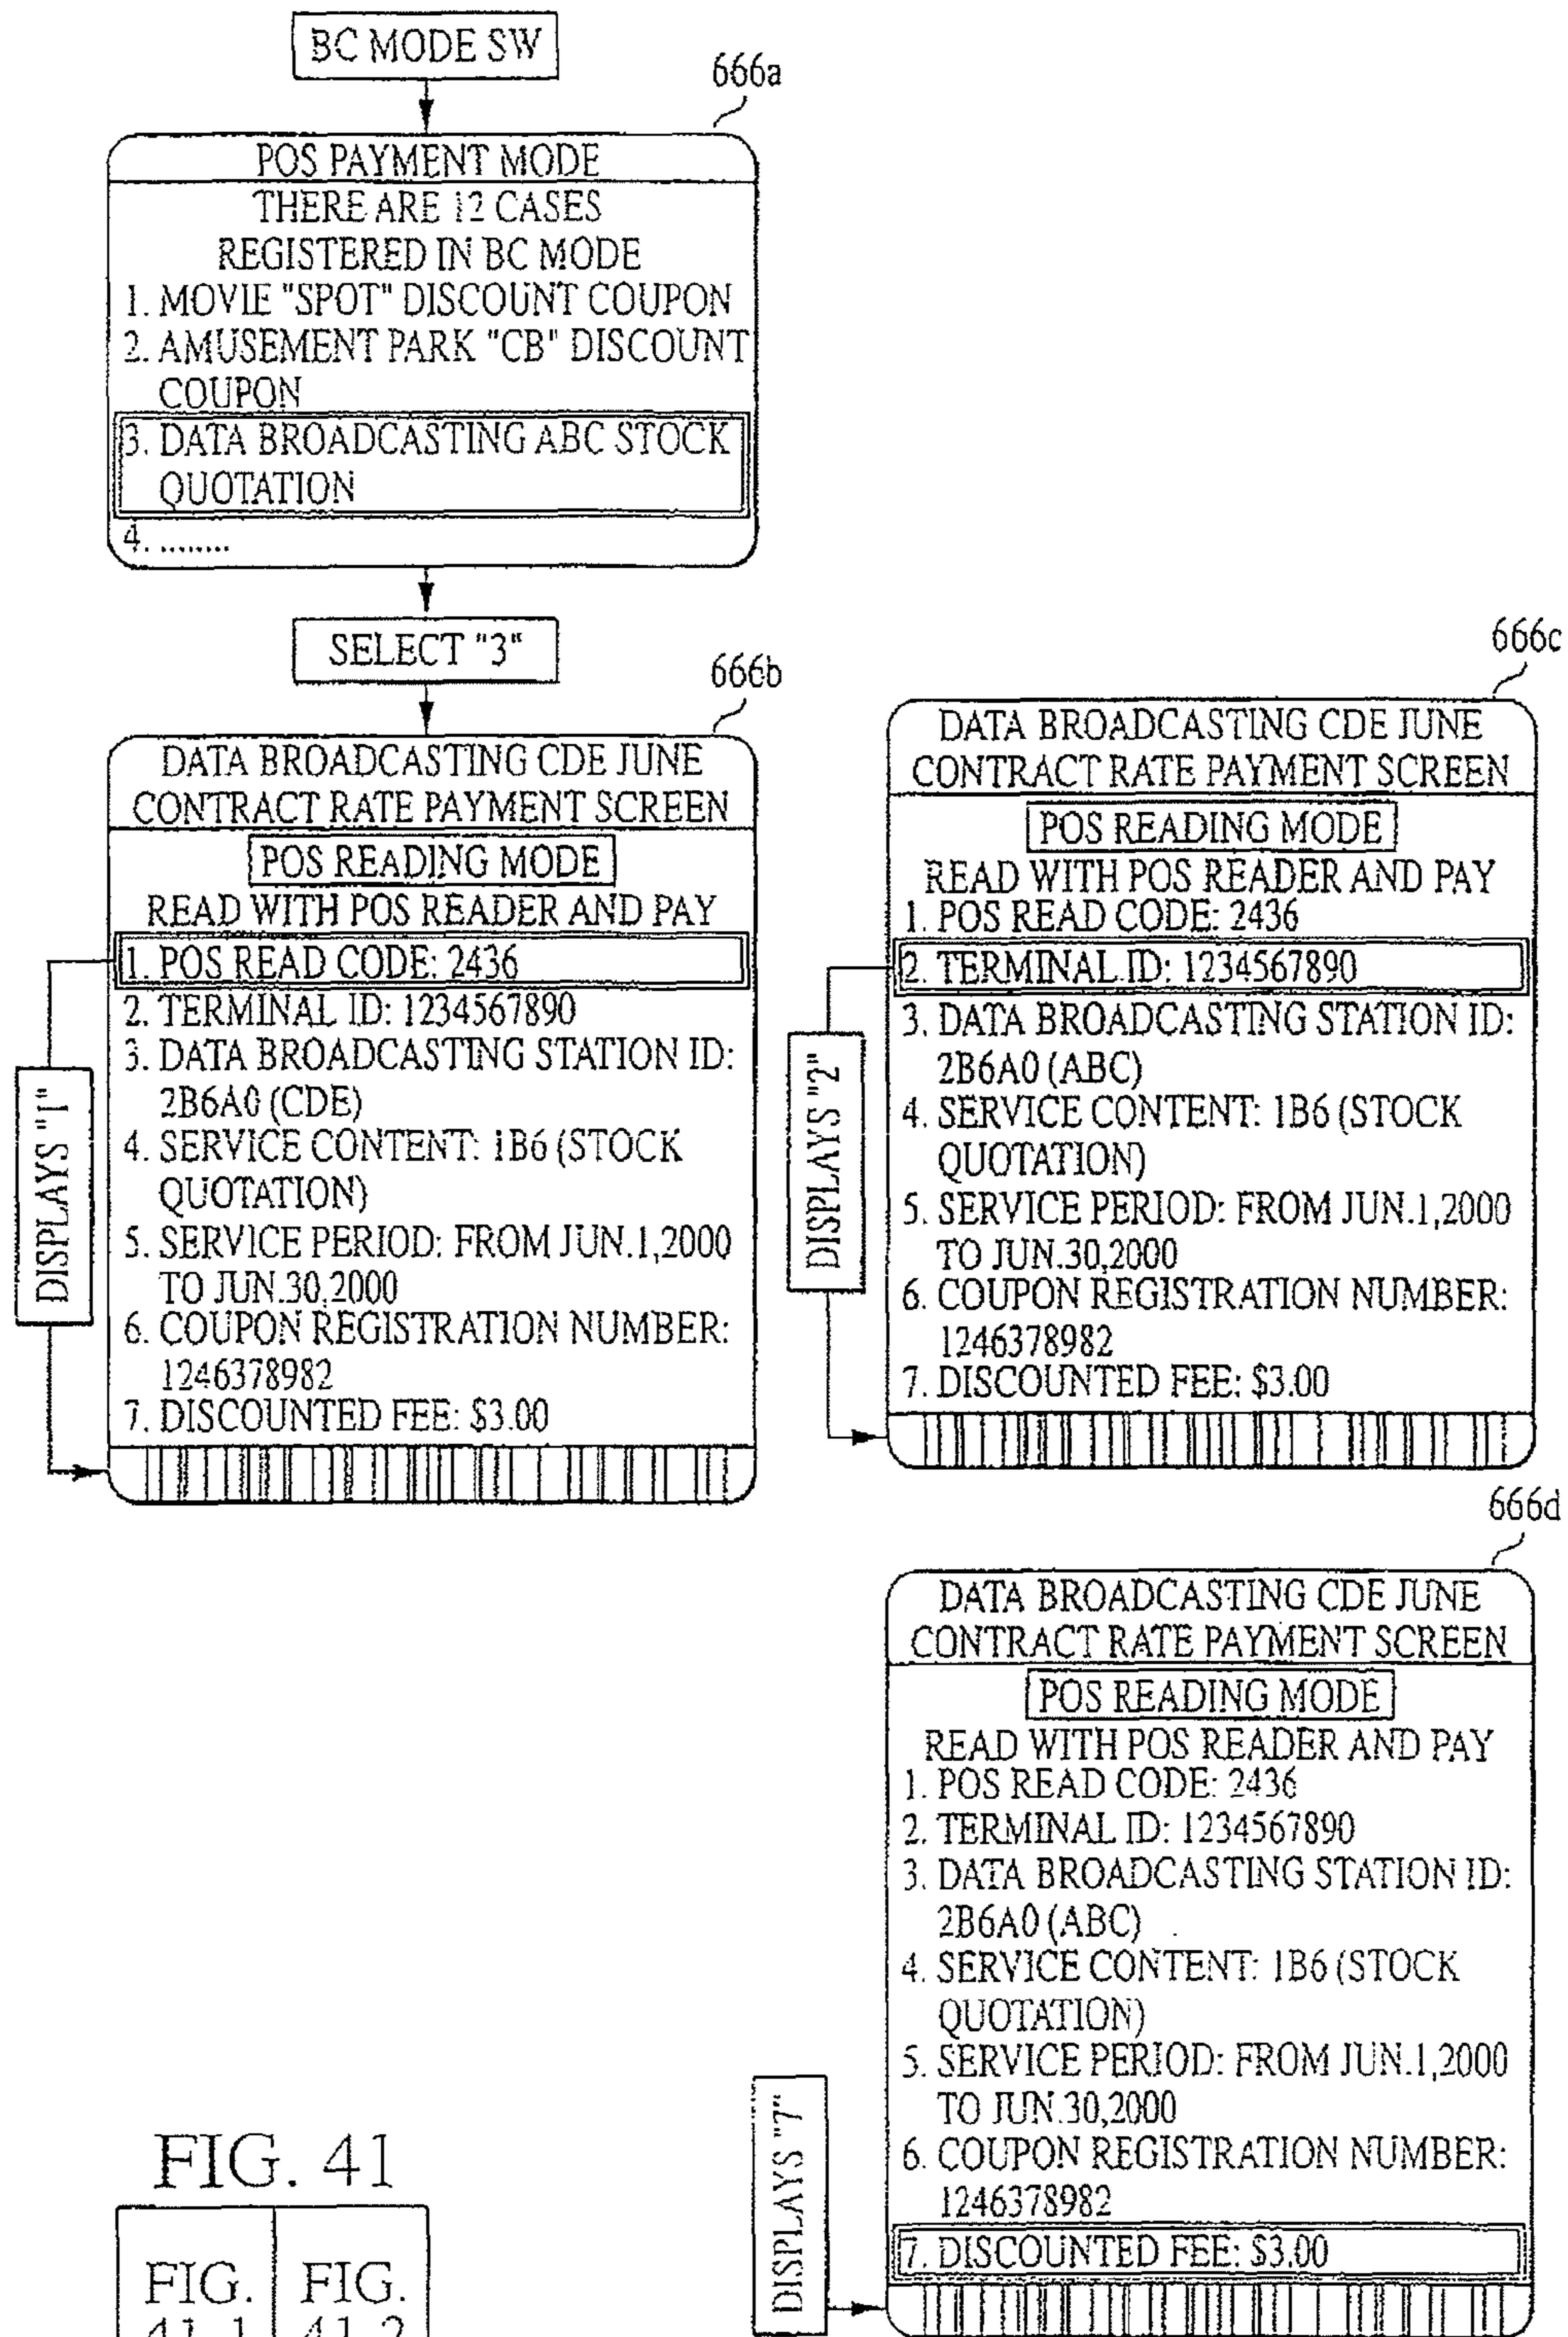 BC MODE SW
666a
POS PAYMENT MODE
THERE ARE 12 CASES
REGISTERED IN BC MODE
1. MOVIE "SPOT" DISCOUNT COUPON
2. AMUSEMENT PARK "CB" DISCOUNT
COUPON
3. DATA BROADCASTING ABC STOCK
QUOTATION
4. ........
SELECT "3"
666b
DATA BROADCASTING CDE JUNE
CONTRACT RATE PAYMENT SCREEN
POS READING MODE
READ WITH POS READER AND PAY
1. POS READ CODE: 2436
2. TERMINAL ID: 1234567890
3. DATA BROADCASTING STATION ID:
2B6A0 (CDE)
4. SERVICE CONTENT: 1B6 (STOCK
QUOTATION)
5. SERVICE PERIOD: FROM JUN.1,2000
TO JUN.30,2000
6. COUPON REGISTRATION NUMBER:
1246378982
7. DISCOUNTED FEE: $3.00
DISPLAYS "1"
666c
DATA BROADCASTING CDE JUNE
CONTRACT RATE PAYMENT SCREEN
POS READING MODE
READ WITH POS READER AND PAY
1. POS READ CODE: 2436
2. TERMINAL ID: 1234567890
3. DATA BROADCASTING STATION ID:
2B6A0 (ABC)
4. SERVICE CONTENT: 1B6 (STOCK
QUOTATION)
5. SERVICE PERIOD: FROM JUN.1,2000
TO JUN.30,2000
6. COUPON REGISTRATION NUMBER:
1246378982
7. DISCOUNTED FEE: $3.00
DISPLAYS "2"
666d
DATA BROADCASTING CDE JUNE
CONTRACT RATE PAYMENT SCREEN
POS READING MODE
READ WITH POS READER AND PAY
1. POS READ CODE: 2436
2. TERMINAL ID: 1234567890
3. DATA BROADCASTING STATION ID:
2B6A0 (ABC)
4. SERVICE CONTENT: 1B6 (STOCK
QUOTATION)
5. SERVICE PERIOD: FROM JUN.1,2000
TO JUN.30,2000
6. COUPON REGISTRATION NUMBER:
1246378982
7. DISCOUNTED FEE: $3.00
DISPLAYS "7"
FIG. 41
FIG.
41-1
FIG.
41-2